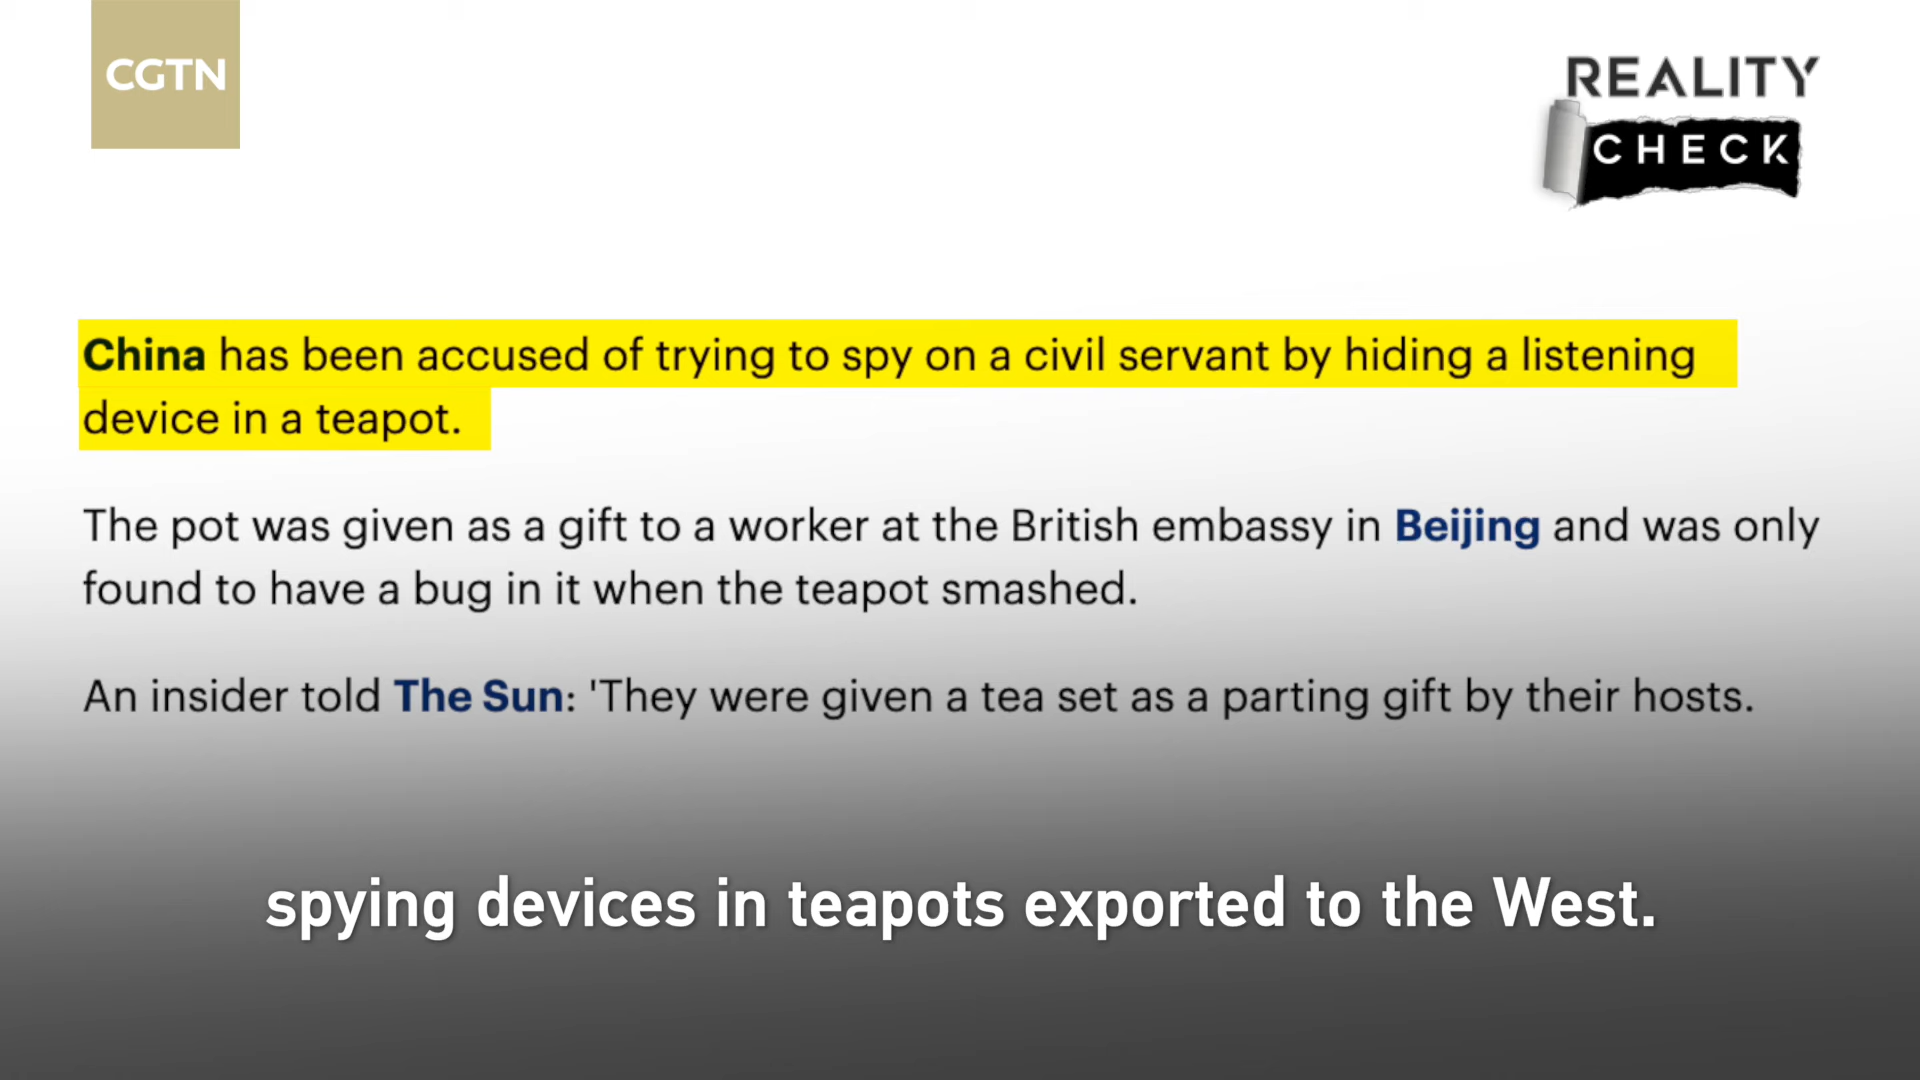 CGTN
REALITY
CHECK
China has been accused of trying to spy on a civil servant by hiding a listening
device in a teapot.
The pot was given as a gift to a worker at the British embassy in Beijing and was only
found to have a bug in it when the teapot smashed.
An insider told The Sun: 'They were given a tea set as a parting gift by their hosts.
spying devices in teapots exported to the West.